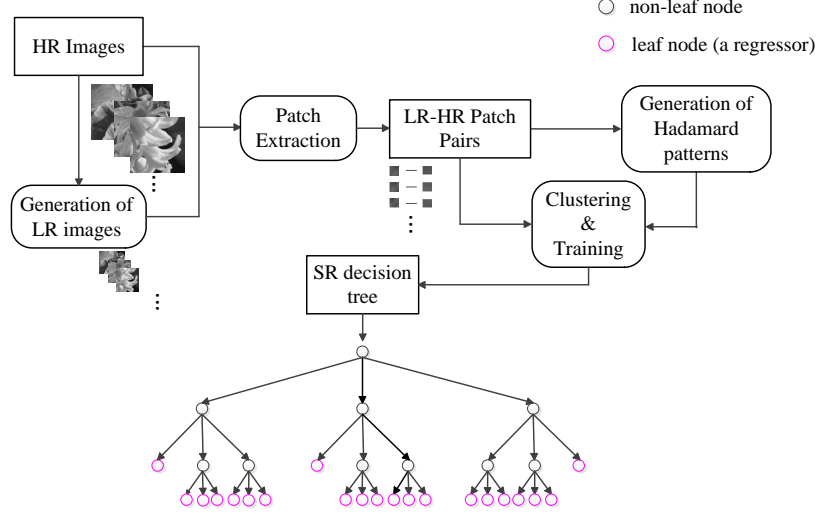 non-leaf node
leaf node (a regressor)
HR Images
Patch
Extraction
LR-HR Patch
Pairs
Generation of
Hadamard
patterns
Generation of
LR images
Clustering
&
Training
SR decision
tree